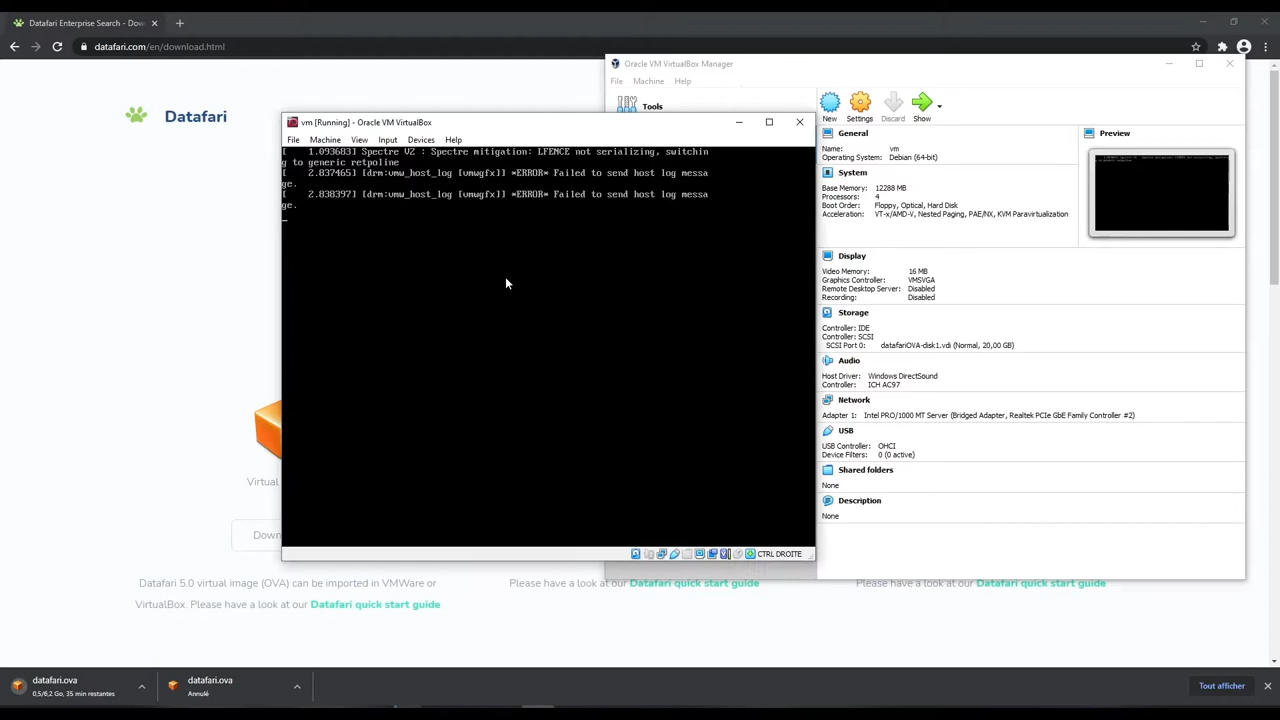 Datafari Enterprise Search - Dow
datafari.com/en/download.html
Datafari
Oracle VM VirtualBox Manager
File Machine Help
Tools
New Settings Discard Show
vm [Running] - Oracle VM VirtualBox
File Machine View Input Devices Help
[ 1.093683] Spectre V2 : Spectre mitigation: LFENCE not serializing, switchin
g to generic retpoline
[ 2.837465] [drm:vmw_host_log [vmwgfx]] *ERROR* Failed to send host log messa
ge.
[ 2.838397] [drm:vmw_host_log [vmwgfx]] *ERROR* Failed to send host log messa
ge.
CTRL DROITE
General
Name: vm
Operating System: Debian (64-bit)
Preview
System
Base Memory: 12288 MB
Processors: 4
Boot Order: Floppy, Optical, Hard Disk
Acceleration: VT-x/AMD-V, Nested Paging, PAE/NX, KVM Paravirtualization
Display
Video Memory: 16 MB
Graphics Controller: VMSVGA
Remote Desktop Server: Disabled
Recording: Disabled
Storage
Controller: IDE
Controller: SCSI
SCSI Port 0: datafariOVA-disk1.vdi (Normal, 20,00 GB)
Audio
Host Driver: Windows DirectSound
Controller: ICH AC97
Network
Adapter 1: Intel PRO/1000 MT Server (Bridged Adapter, Realtek PCIe GbE Family Controller #2)
USB
USB Controller: OHCI
Device Filters: 0 (0 active)
Shared folders
None
Description
None
Virtual
Down
Datafari 5.0 virtual image (OVA) can be imported in VMWare or
VirtualBox. Please have a look at our Datafari quick start guide
Please have a look at our Datafari quick start guide
Please have a look at our Datafari quick start guide
datafari.ova
0,5/6,2 Go, 35 min restantes
datafari.ova
Annulé
Tout afficher